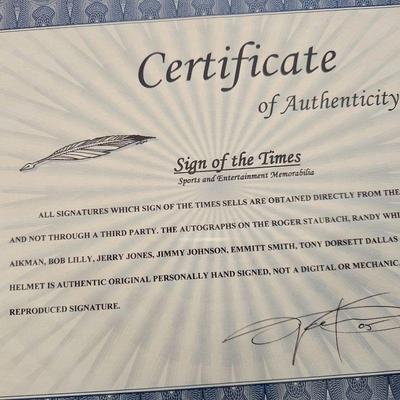 Certificate
of Authenticity
Sign of the Times
Sports and Entertainment Memorabilia
ALL SIGNATURES WHICH SIGN OF THE TIMES SELLS ARE OBTAINED DIRECTLY FROM THE
AND NOT THROUGH A THIRD PARTY. THE AUTOGRAPHS ON THE ROGER STAUBACH, RANDY WHI
AIKMAN, BOB LILLY, JERRY JONES, JIMMY JOHNSON, EMMITT SMITH, TONY DORSETT DALLAS
HELMET IS AUTHENTIC ORIGINAL PERSONALLY HAND SIGNED, NOT A DIGITAL OR MECHANIC
REPRODUCED SIGNATURE.